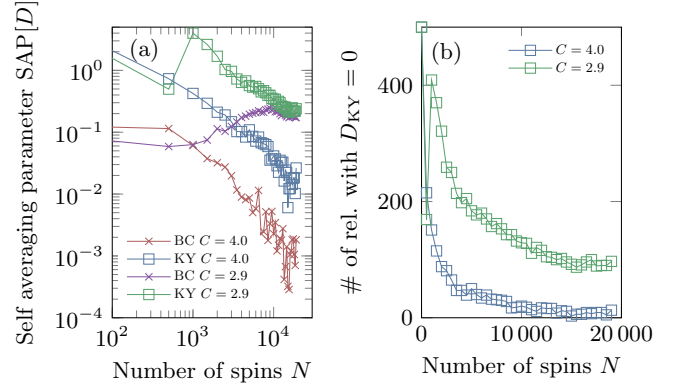 (a)
Self averaging parameter SAP[D]
10^0
10^{-1}
10^{-2}
10^{-3}
10^{-4}
BC C = 4.0
KY C = 4.0
BC C = 2.9
KY C = 2.9
10^2
10^3
10^4
Number of spins N
(b)
# of rel. with D_{KY} = 0
C = 4.0
C = 2.9
400
200
0
0
10 000
20 000
Number of spins N